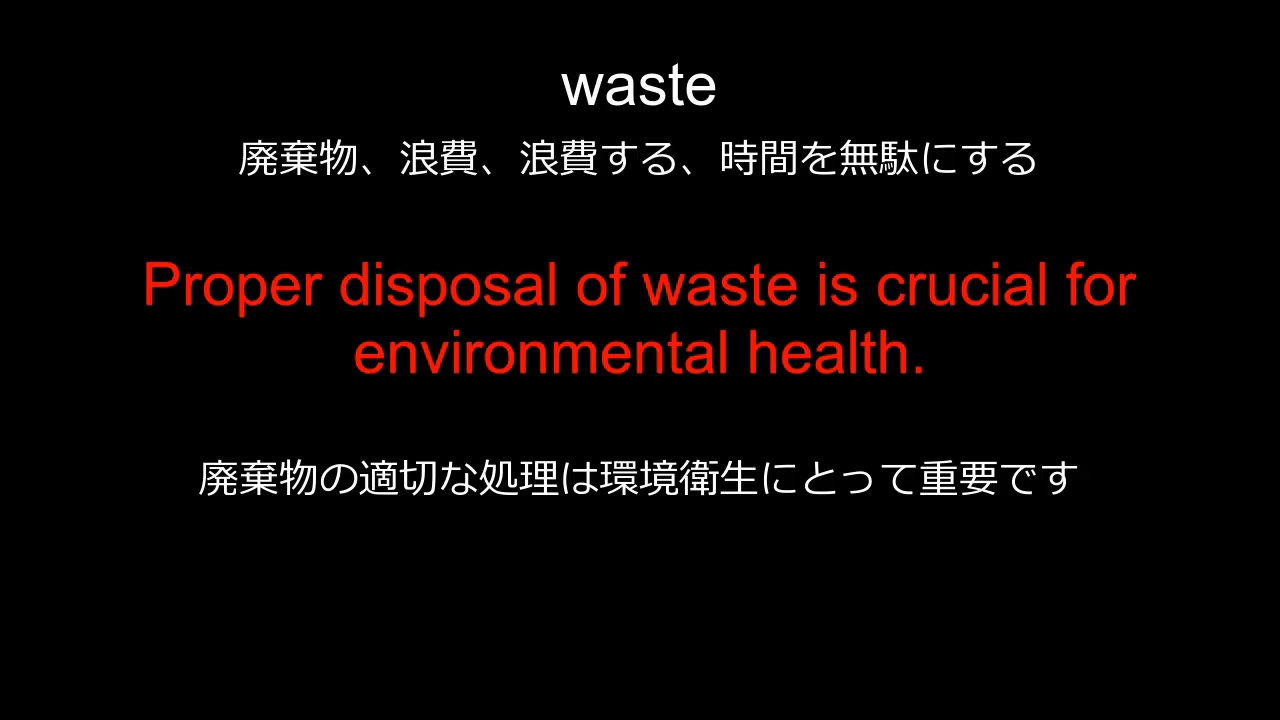 waste
廃棄物、浪費、浪費する、時間を無駄にする
Proper disposal of waste is crucial for
environmental health.
廃棄物の適切な処理は環境衛生にとって重要です